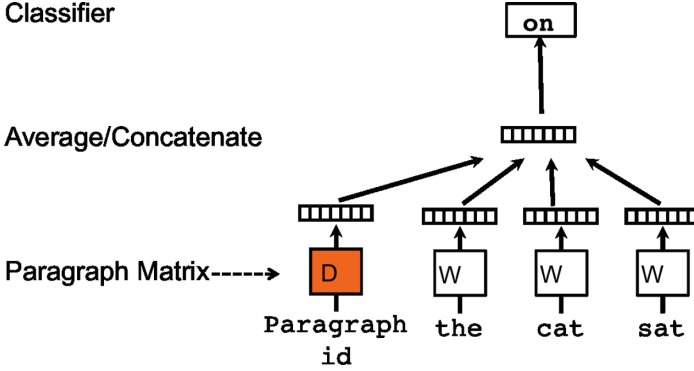 Classifier
on
Average/Concatenate
Paragraph Matrix
D
W
W
W
Paragraph
id
the
cat
sat